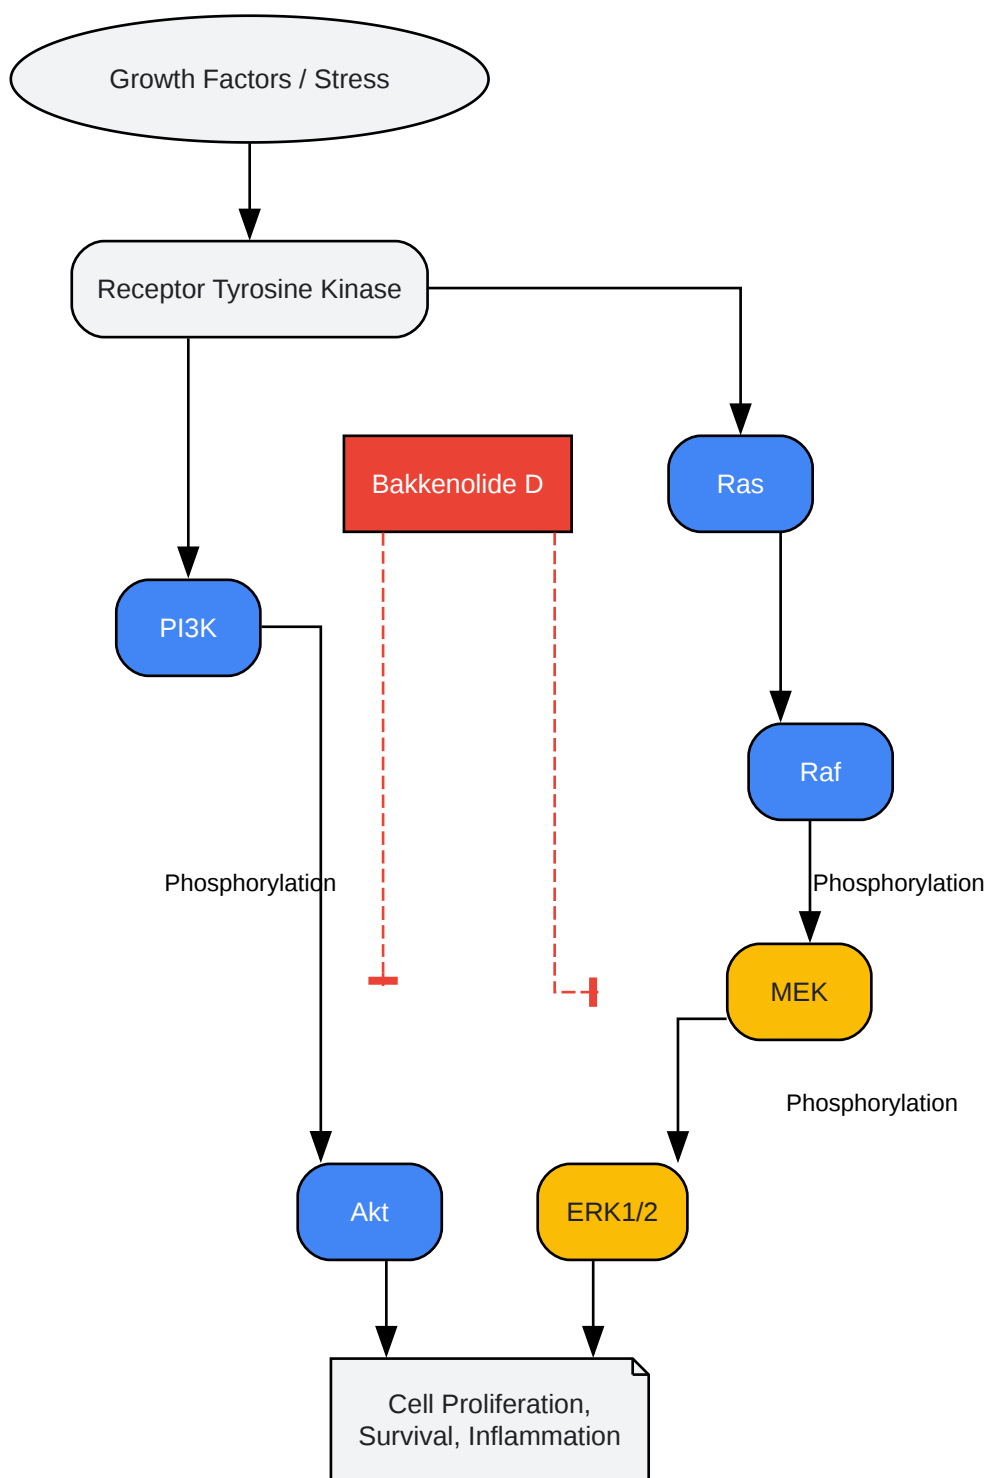 Growth Factors / Stress
Receptor Tyrosine Kinase
Bakkenolide D
Ras
PI3K
Raf
Phosphorylation
Phosphorylation
MEK
Phosphorylation
Akt
ERK1/2
Cell Proliferation,
Survival, Inflammation